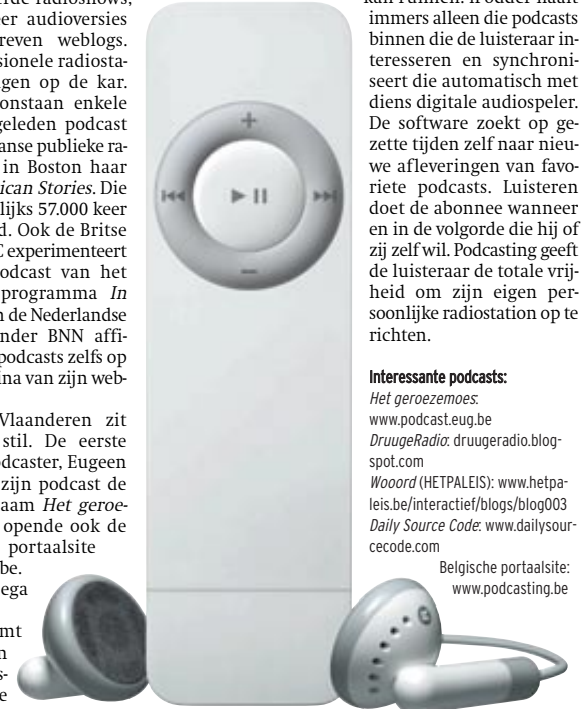 erde radioshows,
eer audioversies
reven weblogs.
sionele radiosta-
gen op de kar.
onstaan enkele
geleden podcast
anse publieke ra-
in Boston haar
ican Stories. Die
lijks 57.000 keer
d. Ook de Britse
C experimenteert
odcast van het
programma In
n de Nederlandse
nder BNN affi-
podcasts zelfs op
ina van zijn web-
Vlaanderen zit
stil. De eerste
dcaster, Eugeen
zijn podcast de
aam Het geroe-
opende ook de
portaalsite
be.
ega
mt
n
s-
e
immers alleen die podcasts
binnen die de luisteraar in-
teresseren en synchroni-
seert die automatisch met
diens digitale audiospeler.
De software zoekt op ge-
zette tijden zelf naar nieu-
we afleveringen van favo-
riete podcasts. Luisteren
doet de abonnee wanneer
en in de volgorde die hij of
zij zelf wil. Podcasting geeft
de luisteraar de totale vrij-
heid om zijn eigen per-
soonlijke radiostation op te
richten.
Interessante podcasts:
Het geroezemoes:
www.podcast.eug.be
DruugeRadio: druugeradio.blog-
spot.com
Wooord (HETPALEIS): www.hetpa-
leis.be/interactief/blogs/blog003
Daily Source Code: www.dailysour-
cecode.com
Belgische portaalsite:
www.podcasting.be